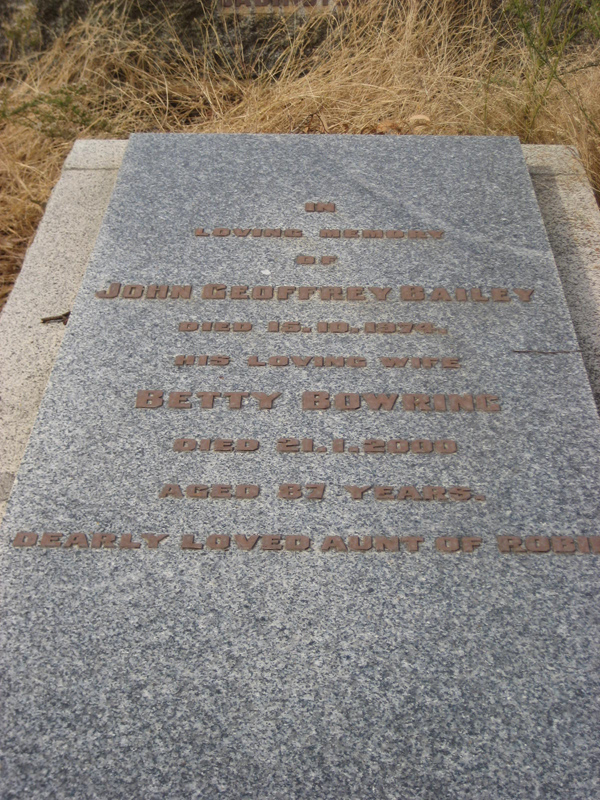 IN
LOVING MEMORY
OF
JOHN GEOFFREY BAILEY
DIED 15.10.1974.
HIS LOVING WIFE
BETTY BOWRING
DIED 21.1.2000
AGED 87 YEARS.
DEARLY LOVED AUNT OF